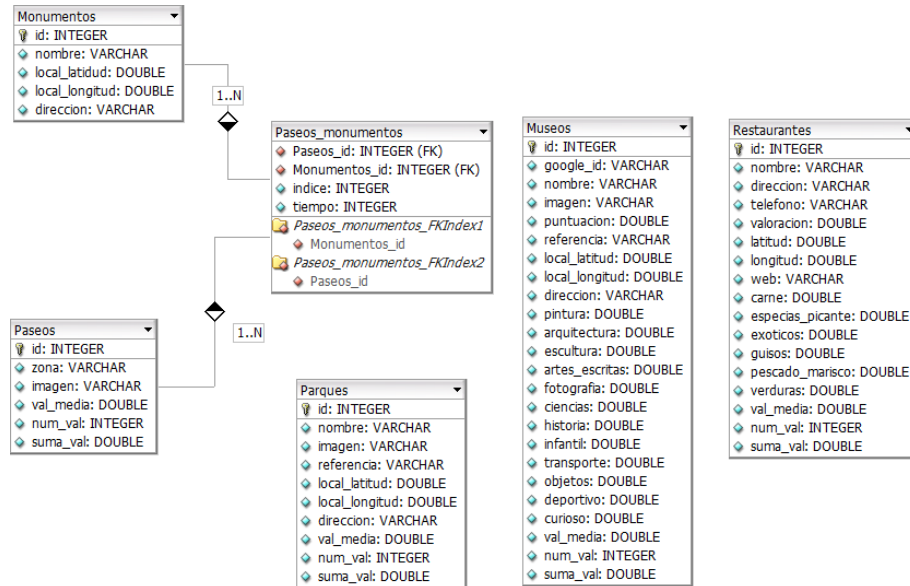 Monumentos
id: INTEGER
nombre: VARCHAR
local_latidud: DOUBLE
local_longitud: DOUBLE
direccion: VARCHAR
1..N
Paseos_monumentos
Paseos_id: INTEGER (FK)
Monumentos_id: INTEGER (FK)
indice: INTEGER
tiempo: INTEGER
Paseos_monumentos_FKIndex1
Monumentos_id
Paseos_monumentos_FKIndex2
Paseos_id
1..N
Paseos
id: INTEGER
zona: VARCHAR
imagen: VARCHAR
val_media: DOUBLE
num_val: INTEGER
suma_val: DOUBLE
Parques
id: INTEGER
nombre: VARCHAR
imagen: VARCHAR
referencia: VARCHAR
local_latitud: DOUBLE
local_longitud: DOUBLE
direccion: VARCHAR
val_media: DOUBLE
num_val: INTEGER
suma_val: DOUBLE
Museos
id: INTEGER
google_id: VARCHAR
nombre: VARCHAR
imagen: VARCHAR
puntuacion: DOUBLE
referencia: VARCHAR
local_latitud: DOUBLE
local_longitud: DOUBLE
direccion: VARCHAR
pintura: DOUBLE
arquitectura: DOUBLE
escultura: DOUBLE
artes_escritas: DOUBLE
fotografia: DOUBLE
ciencias: DOUBLE
historia: DOUBLE
infantil: DOUBLE
transporte: DOUBLE
objetos: DOUBLE
deportivo: DOUBLE
curioso: DOUBLE
val_media: DOUBLE
num_val: INTEGER
suma_val: DOUBLE
Restaurantes
id: INTEGER
nombre: VARCHAR
direccion: VARCHAR
telefono: VARCHAR
valoracion: DOUBLE
latitud: DOUBLE
longitud: DOUBLE
web: VARCHAR
carne: DOUBLE
especias_picante: DOUBLE
exoticos: DOUBLE
guisos: DOUBLE
pescado_marisco: DOUBLE
verduras: DOUBLE
val_media: DOUBLE
num_val: INTEGER
suma_val: DOUBLE